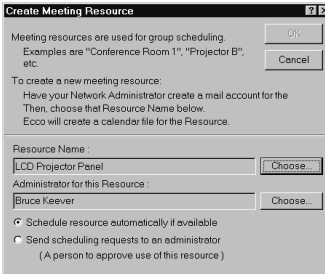 Create Meeting Resource
Meeting resources are used for group scheduling.
Examples are "Conference Room 1", "Projector B",
etc.
OK
Cancel
To create a new meeting resource:
Have your Network Administrator create a mail account for the
Then, choose that Resource Name below.
Ecco will create a calendar file for the Resource.
Resource Name :
LCD Projector Panel
Choose...
Administrator for this Resource :
Bruce Keever
Choose...
Schedule resource automatically if available
Send scheduling requests to an administrator
( A person to approve use of this resource )